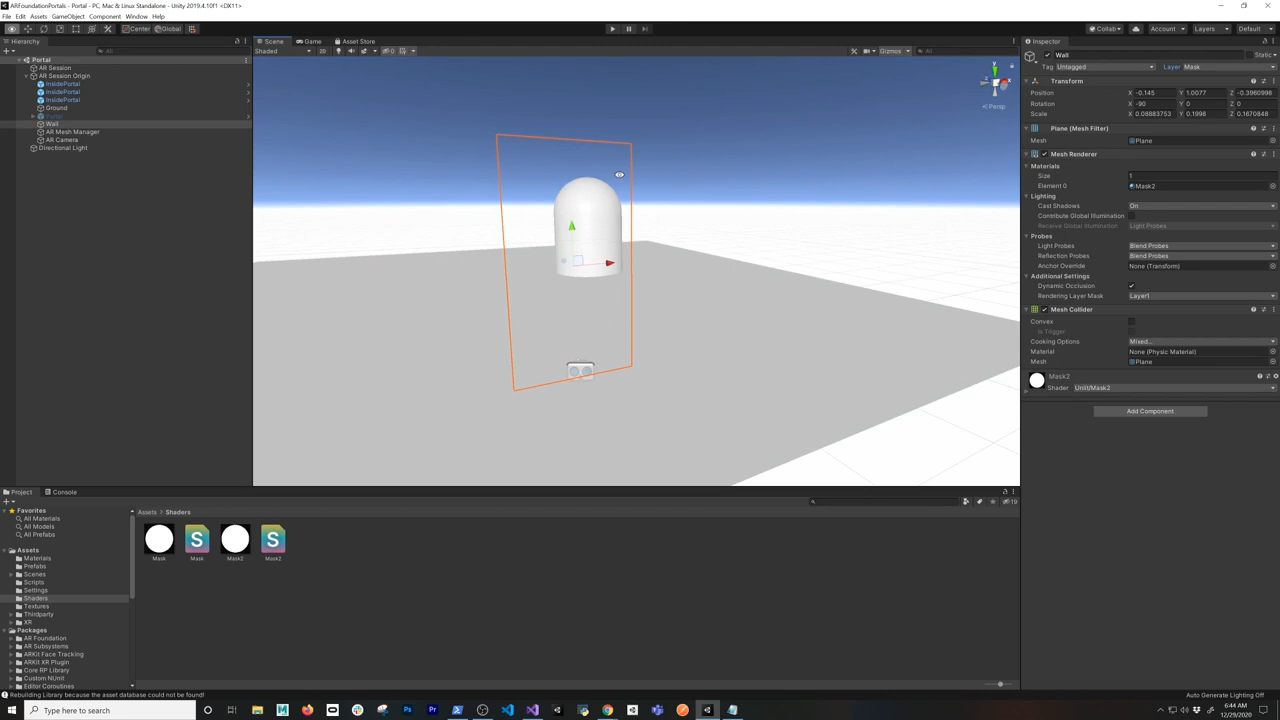 ARFoundationPortals - Portal - PC, Mac & Linux Standalone - Unity 2019.4.10f1 <DX11>
File Edit Assets GameObject Component Window Help
Center Global Collab Account Layers Default
Hierarchy
All
Portal
AR Session
AR Session Origin
InsidePortal
InsidePortal
InsidePortal
Ground
Portal
Wall
AR Mesh Manager
AR Camera
Directional Light
Scene Game Asset Store
Shaded 2D 0 Gizmos All
y
x
Persp
Inspector
Wall Static
Tag Untagged Layer Mask
Transform
Position X -0.145 Y 1.0077 Z -0.3960998
Rotation X -90 Y 0 Z 0
Scale X 0.08883753 Y 0.1998 Z 0.1670848
Plane (Mesh Filter)
Mesh Plane
Mesh Renderer
Materials
Size 1
Element 0 Mask2
Lighting
Cast Shadows On
Contribute Global Illumination
Receive Global Illumination Light Probes
Probes
Light Probes Blend Probes
Reflection Probes Blend Probes
Anchor Override None (Transform)
Additional Settings
Dynamic Occlusion
Rendering Layer Mask Layer1
Mesh Collider
Convex
Is Trigger
Cooking Options Mixed...
Material None (Physic Material)
Mesh Plane
Mask2
Shader Unlit/Mask2
Add Component
Project Console
19
Favorites
All Materials
All Models
All Prefabs
Assets
Materials
Prefabs
Scenes
Scripts
Settings
Shaders
Textures
Thirdparty
XR
Packages
AR Foundation
AR Subsystems
ARKit Face Tracking
ARKit XR Plugin
Core RP Library
Custom NUnit
Editor Coroutines
Assets > Shaders
S S
Mask Mask Mask2 Mask2
Rebuilding Library because the asset database could not be found!
Auto Generate Lighting Off
Type here to search
6:44 AM
12/29/2020